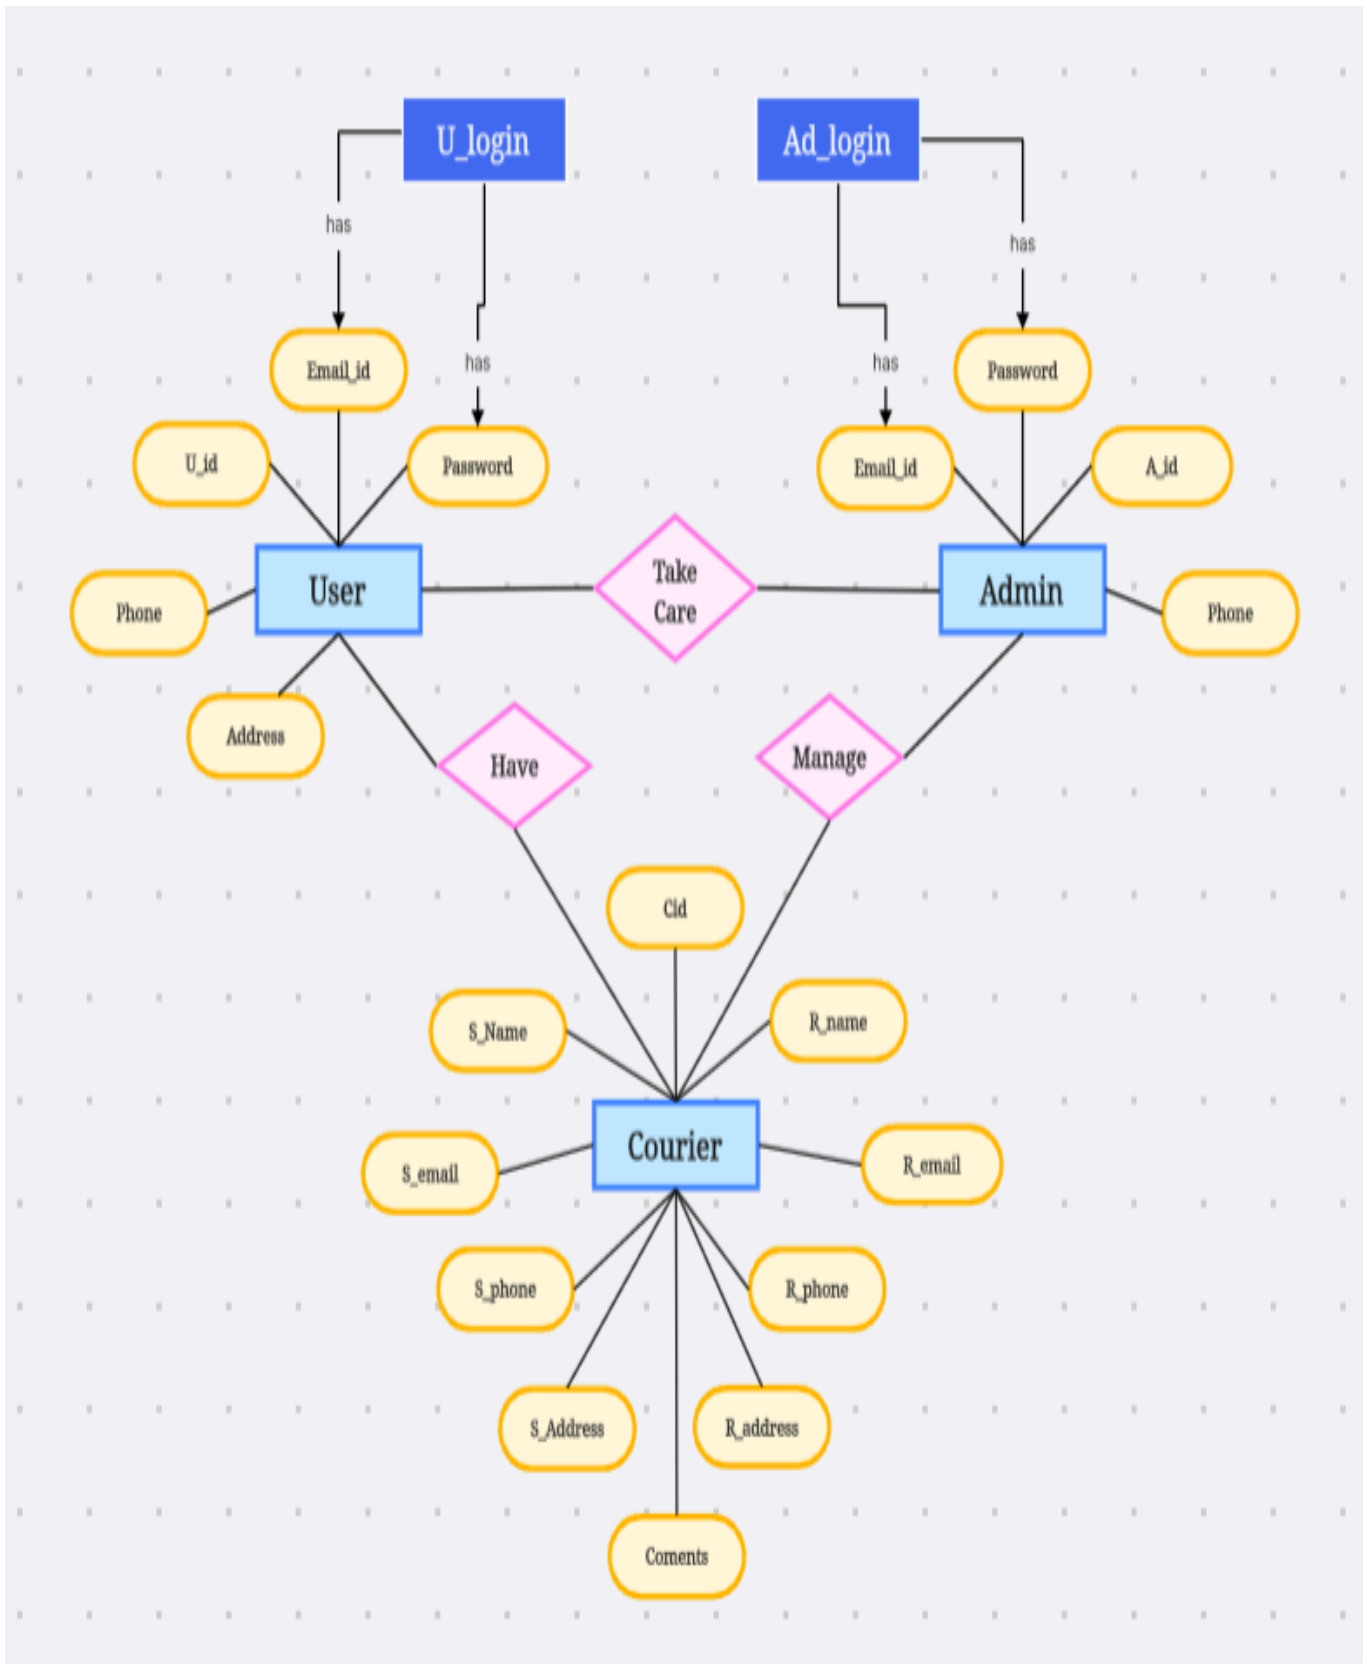 U_login
Ad_login
has
has
has
has
Email_id
Password
U_id
Password
Email_id
A_id
User
Take
Care
Admin
Phone
Phone
Address
Have
Manage
Cid
S_Name
R_name
Courier
S_email
R_email
S_phone
R_phone
S_Address
R_address
Coments